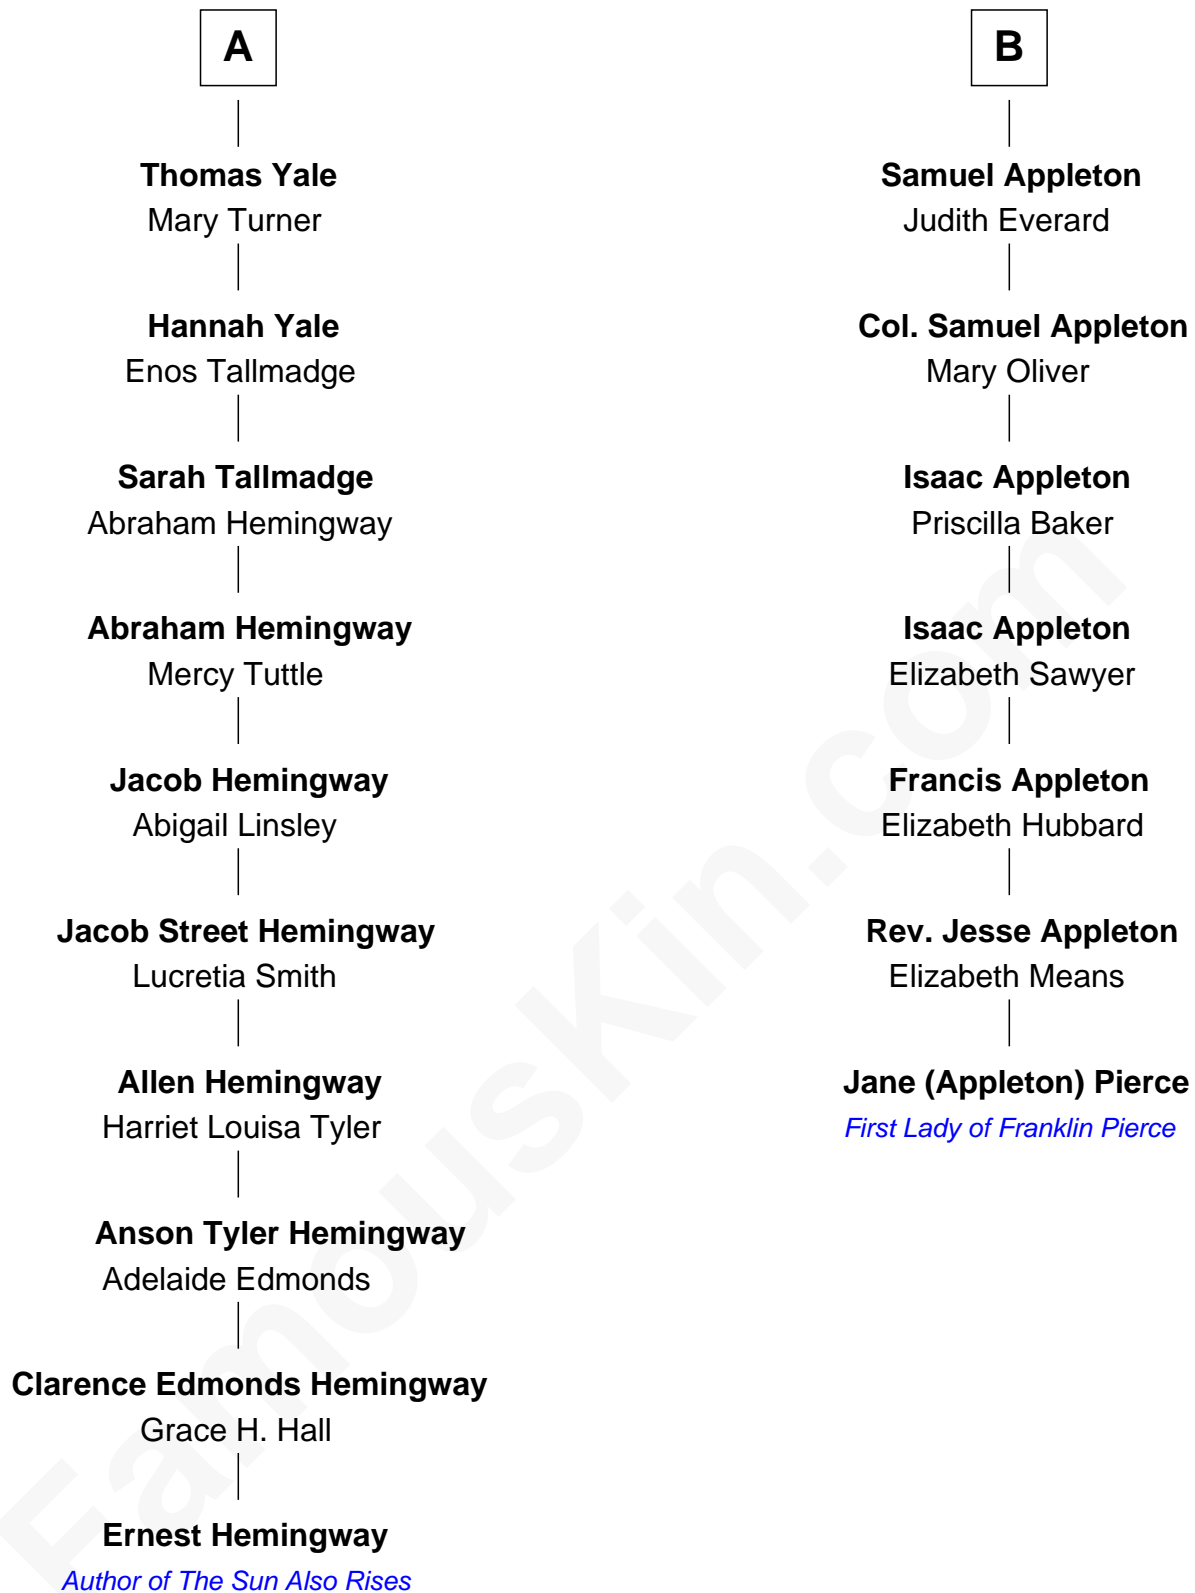 A
Thomas Yale
Mary Turner
Hannah Yale
Enos Tallmadge
Sarah Tallmadge
Abraham Hemingway
Abraham Hemingway
Mercy Tuttle
Jacob Hemingway
Abigail Linsley
Jacob Street Hemingway
Lucretia Smith
Allen Hemingway
Harriet Louisa Tyler
Anson Tyler Hemingway
Adelaide Edmonds
Clarence Edmonds Hemingway
Grace H. Hall
Ernest Hemingway
Author of The Sun Also Rises
B
Samuel Appleton
Judith Everard
Col. Samuel Appleton
Mary Oliver
Isaac Appleton
Priscilla Baker
Isaac Appleton
Elizabeth Sawyer
Francis Appleton
Elizabeth Hubbard
Rev. Jesse Appleton
Elizabeth Means
Jane (Appleton) Pierce
First Lady of Franklin Pierce
FamousKin.com